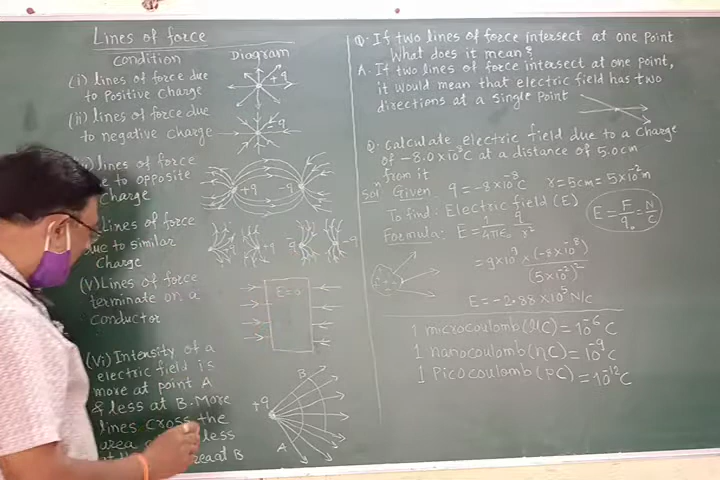 Lines of force
Condition Diagram
(i) lines of force due
to Positive Charge
+q
(ii) lines of force due
to negative Charge
-q
lines of force
to opposite
Charge
+q -q
Lines of force
due to similar
Charge
+q +q -q -q
(V) Lines of force
terminate on a
conductor
E=0
(Vi) Intensity of a
electric field is
more at point A
& less at B. More
lines cross the
area less
B
+q
B
A
Q. If two lines of force intersect at one point
What does it mean?
A. If two lines of force intersect at one point,
it would mean that electric field has two
directions at a single point
Q. Calculate electric field due to a Charge
of -8.0×10⁻⁸C at a distance of 5.0cm
from it
Solⁿ Given q=-8×10⁻⁸C r=5cm=5×10⁻²m
To find: Electric field (E)
E = F/q₀ = N/C
Formula: E = 1/4πε₀ q/r²
= 9×10⁹ × (-8×10⁻⁸)/(5×10⁻²)²
E = -2.88×10⁵ N/C
1 microcoulomb (μC) = 10⁻⁶ C
1 nanocoulomb (nC) = 10⁻⁹ C
1 Picocoulomb (PC) = 10⁻¹² C